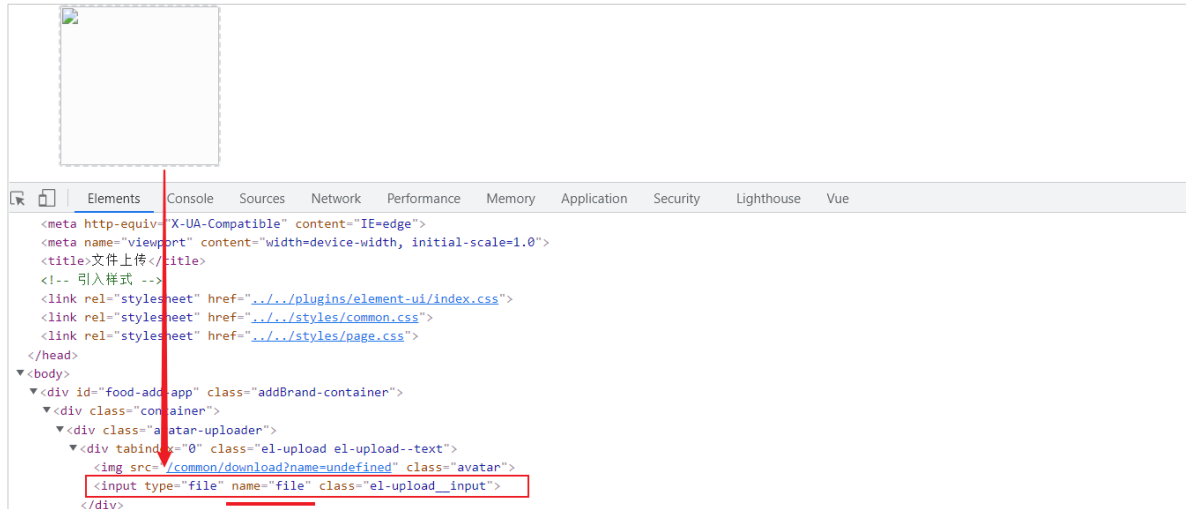 Elements Console Sources Network Performance Memory Application Security Lighthouse Vue
<meta http-equiv="X-UA-Compatible" content="IE=edge">
<meta name="viewport" content="width=device-width, initial-scale=1.0">
<title>文件上传</title>
<!-- 引入样式 -->
<link rel="stylesheet" href="../../plugins/element-ui/index.css">
<link rel="stylesheet" href="../../styles/common.css">
<link rel="stylesheet" href="../../styles/page.css">
</head>
<body>
<div id="food-add-app" class="addBrand-container">
<div class="container">
<div class="avatar-uploader">
<div tabindex="0" class="el-upload el-upload--text">
<img src="/common/download?name=undefined" class="avatar">
<input type="file" name="file" class="el-upload__input">
</div>